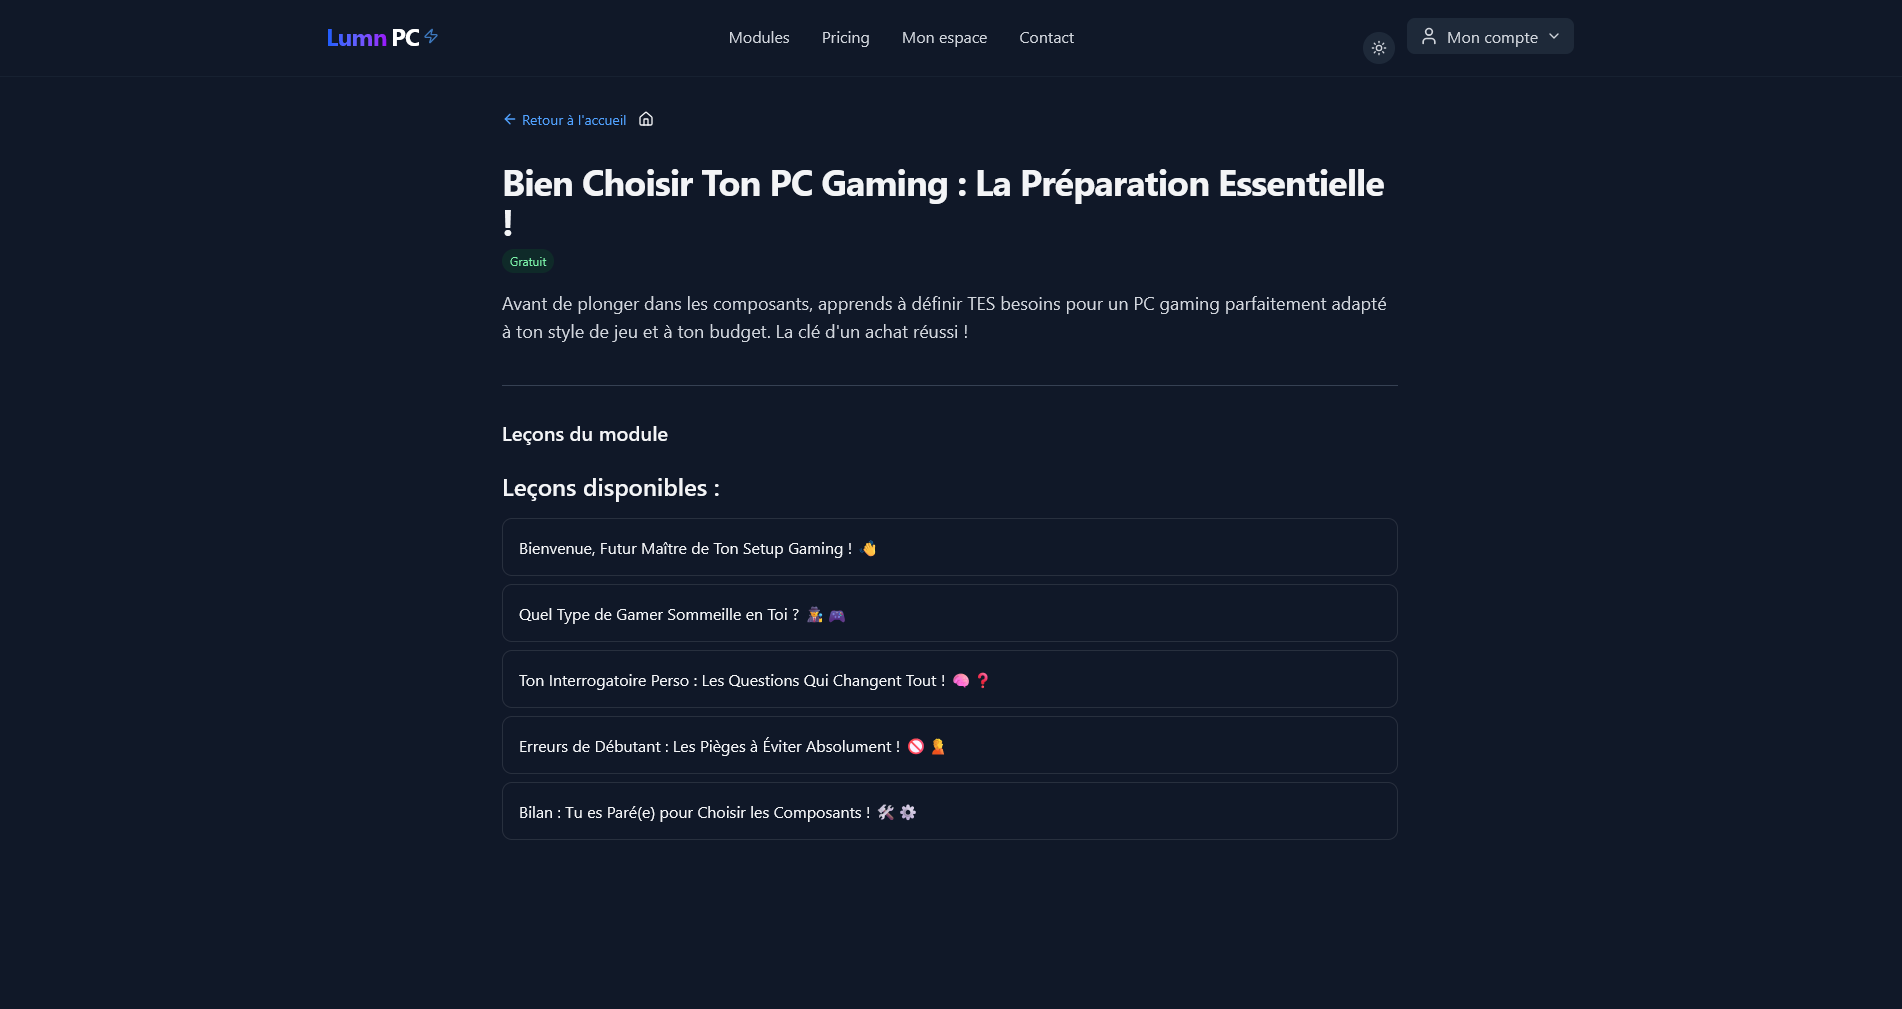 Lumn PC
Modules
Pricing
Mon espace
Contact
Mon compte
Retour à l'accueil
Bien Choisir Ton PC Gaming : La Préparation Essentielle
!
Gratuit
Avant de plonger dans les composants, apprends à définir TES besoins pour un PC gaming parfaitement adapté
à ton style de jeu et à ton budget. La clé d'un achat réussi !
Leçons du module
Leçons disponibles :
Bienvenue, Futur Maître de Ton Setup Gaming ! 👋
Quel Type de Gamer Sommeille en Toi ? 🕵️ 🎮
Ton Interrogatoire Perso : Les Questions Qui Changent Tout ! 🧠 ❓
Erreurs de Débutant : Les Pièges à Éviter Absolument ! 🚫 🤦
Bilan : Tu es Paré(e) pour Choisir les Composants ! 🛠️ ⚙️